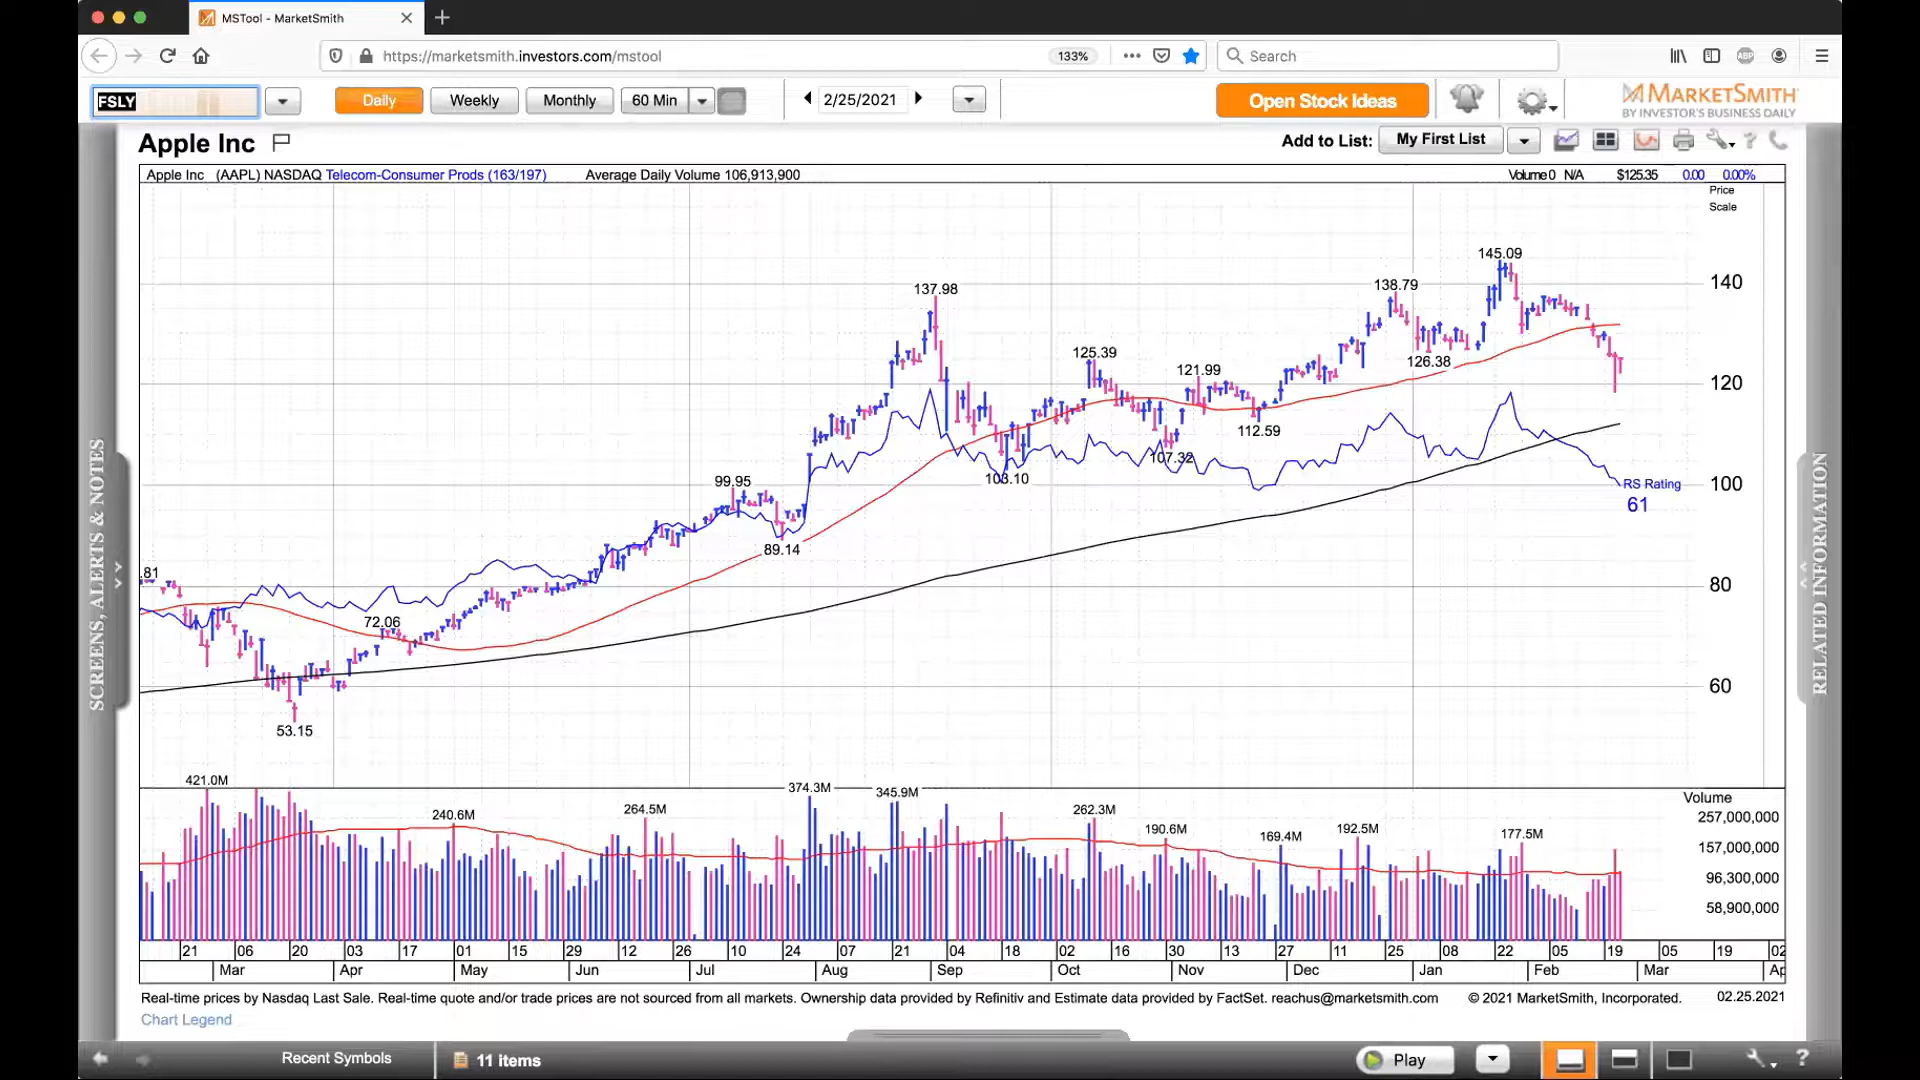 MSTool - MarketSmith
https://marketsmith.investors.com/mstool
133%
Search
FSLY
Daily
Weekly
Monthly
60 Min
2/25/2021
Open Stock Ideas
MARKETSMITH
BY INVESTOR'S BUSINESS DAILY
Apple Inc
Add to List:
My First List
Apple Inc (AAPL) NASDAQ Telecom-Consumer Prods (163/197)
Average Daily Volume 106,913,900
Volume 0 N/A $125.35 0.00 0.00%
Price
Scale
145.09
140
138.79
137.98
125.39
126.38
121.99
120
112.59
107.32
103.10
99.95
RS Rating
100
61
89.14
.81
80
72.06
60
53.15
SCREENS, ALERTS & NOTES
RELATED INFORMATION
421.0M
374.3M
345.9M
Volume
264.5M
262.3M
240.6M
257,000,000
190.6M
192.5M
169.4M
177.5M
157,000,000
96,300,000
58,900,000
21 06 20 03 17 01 15 29 12 26 10 24 07 21 04 18 02 16 30 13 27 11 25 08 22 05 19 05 19 02
Mar Apr May Jun Jul Aug Sep Oct Nov Dec Jan Feb Mar Ap
Real-time prices by Nasdaq Last Sale. Real-time quote and/or trade prices are not sourced from all markets. Ownership data provided by Refinitiv and Estimate data provided by FactSet. reachus@marketsmith.com
© 2021 MarketSmith, Incorporated.
02.25.2021
Chart Legend
Recent Symbols
11 items
Play